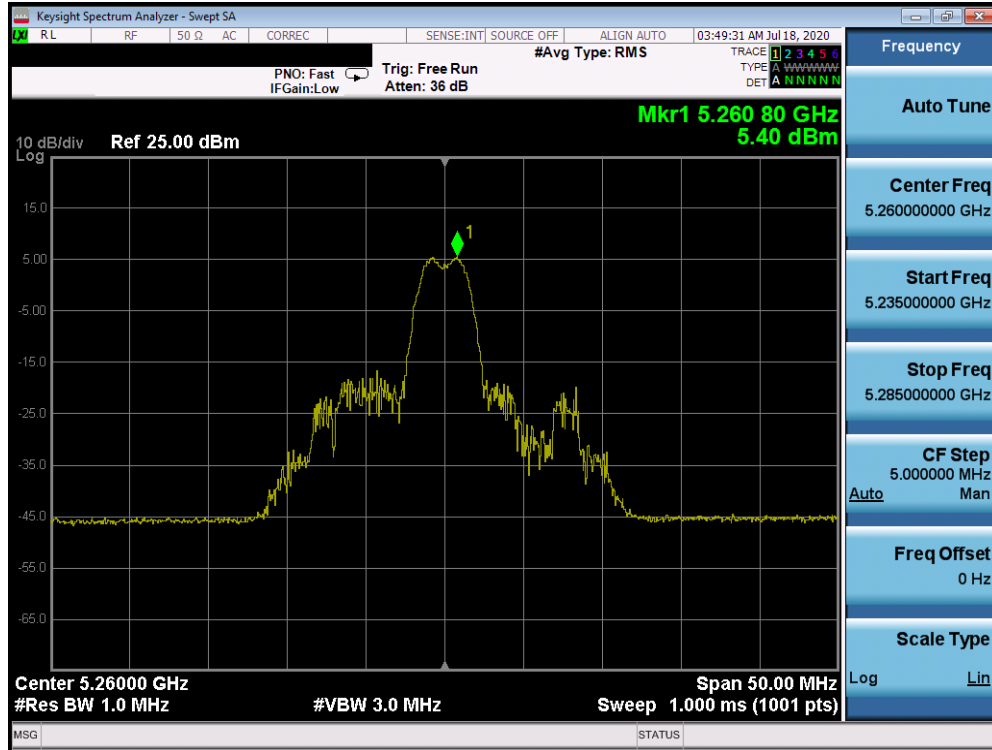 Keysight Spectrum Analyzer - Swept SA
LXI RL RF 50 Ω AC CORREC SENSE:INT SOURCE OFF ALIGN AUTO 03:49:31 AM Jul 18, 2020
#Avg Type: RMS
TRACE 1 2 3 4 5 6
PNO: Fast Trig: Free Run TYPE A WWWWW
IFGain:Low Atten: 36 dB DET A N N N N N
Mkr1 5.260 80 GHz
5.40 dBm
10 dB/div Ref 25.00 dBm
Log
15.0
1
5.00
-5.00
-15.0
-25.0
-35.0
-45.0
-55.0
-65.0
Center 5.26000 GHz Span 50.00 MHz
#Res BW 1.0 MHz #VBW 3.0 MHz Sweep 1.000 ms (1001 pts)
MSG STATUS
Frequency
Auto Tune
Center Freq
5.260000000 GHz
Start Freq
5.235000000 GHz
Stop Freq
5.285000000 GHz
CF Step
5.000000 MHz
Auto Man
Freq Offset
0 Hz
Scale Type
Log Lin